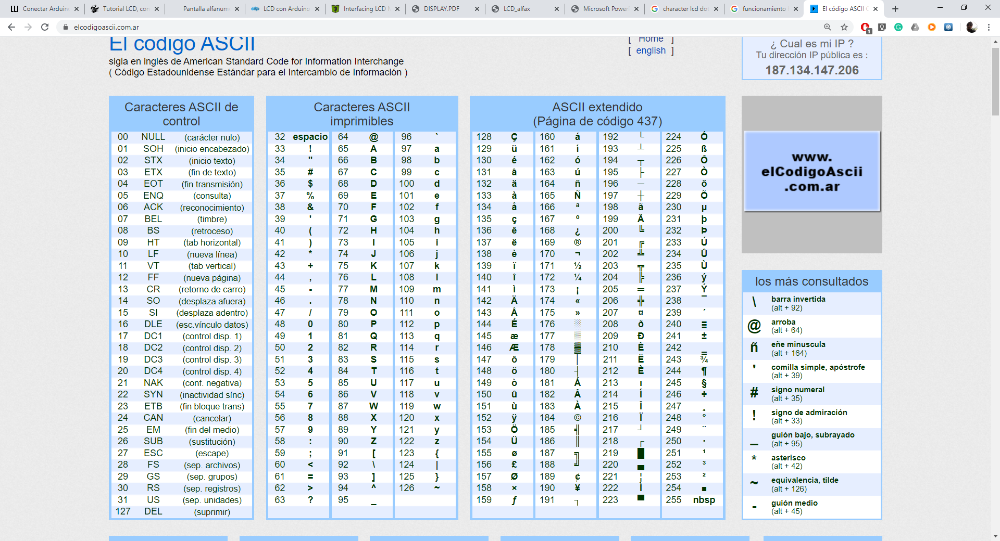 Conectar Arduin
Tutorial LCD, con
Pantalla alfanum
LCD con Arduino
Interfacing LCD
DISPLAY.PDF
LCD_alfax
Microsoft Power
character lcd dot
funcionamiento
El código ASCII
elcodigoascii.com.ar
El codigo ASCII
sigla en inglés de American Standard Code for Information Interchange
( Código Estadounidense Estándar para el Intercambio de Información )
[ Home ]
[ english ]
¿ Cual es mi IP ?
Tu dirección IP pública es :
187.134.147.206
Caracteres ASCII de
control
00 NULL (carácter nulo)
01 SOH (inicio encabezado)
02 STX (inicio texto)
03 ETX (fin de texto)
04 EOT (fin transmisión)
05 ENQ (consulta)
06 ACK (reconocimiento)
07 BEL (timbre)
08 BS (retroceso)
09 HT (tab horizontal)
10 LF (nueva línea)
11 VT (tab vertical)
12 FF (nueva página)
13 CR (retorno de carro)
14 SO (desplaza afuera)
15 SI (desplaza adentro)
16 DLE (esc.vínculo datos)
17 DC1 (control disp. 1)
18 DC2 (control disp. 2)
19 DC3 (control disp. 3)
20 DC4 (control disp. 4)
21 NAK (conf. negativa)
22 SYN (inactividad sínc)
23 ETB (fin bloque trans)
24 CAN (cancelar)
25 EM (fin del medio)
26 SUB (sustitución)
27 ESC (escape)
28 FS (sep. archivos)
29 GS (sep. grupos)
30 RS (sep. registros)
31 US (sep. unidades)
127 DEL (suprimir)
Caracteres ASCII
imprimibles
32 espacio 64 @ 96 `
33 ! 65 A 97 a
34 " 66 B 98 b
35 # 67 C 99 c
36 $ 68 D 100 d
37 % 69 E 101 e
38 & 70 F 102 f
39 ' 71 G 103 g
40 ( 72 H 104 h
41 ) 73 I 105 i
42 * 74 J 106 j
43 + 75 K 107 k
44 , 76 L 108 l
45 - 77 M 109 m
46 . 78 N 110 n
47 / 79 O 111 o
48 0 80 P 112 p
49 1 81 Q 113 q
50 2 82 R 114 r
51 3 83 S 115 s
52 4 84 T 116 t
53 5 85 U 117 u
54 6 86 V 118 v
55 7 87 W 119 w
56 8 88 X 120 x
57 9 89 Y 121 y
58 : 90 Z 122 z
59 ; 91 [ 123 {
60 < 92 \ 124 |
61 = 93 ] 125 }
62 > 94 ^ 126 ~
63 ? 95 _
ASCII extendido
(Página de código 437)
128 Ç 160 á 192 └ 224 Ó
129 ü 161 í 193 ┴ 225 ß
130 é 162 ó 194 ┬ 226 Ô
131 â 163 ú 195 ├ 227 Ò
132 ä 164 ñ 196 ─ 228 õ
133 à 165 Ñ 197 ┼ 229 Õ
134 å 166 ª 198 ã 230 µ
135 ç 167 º 199 Ã 231 þ
136 ê 168 ¿ 200 ╚ 232 Þ
137 ë 169 ® 201 ╔ 233 Ú
138 è 170 ¬ 202 ╩ 234 Û
139 ï 171 ½ 203 ╦ 235 Ù
140 î 172 ¼ 204 ╠ 236 ý
141 ì 173 ¡ 205 ═ 237 Ý
142 Ä 174 « 206 ╬ 238 ¯
143 Å 175 » 207 ¤ 239 ´
144 É 176 ░ 208 ð 240 ≡
145 æ 177 ▒ 209 Ð 241 ±
146 Æ 178 ▓ 210 Ê 242 ‗
147 ô 179 │ 211 Ë 243 ¾
148 ö 180 ┤ 212 È 244 ¶
149 ò 181 Á 213 ı 245 §
150 û 182 Â 214 Í 246 ÷
151 ù 183 À 215 Î 247 ¸
152 ÿ 184 © 216 Ï 248 °
153 Ö 185 ╣ 217 ┘ 249 ¨
154 Ü 186 ║ 218 ┌ 250 ·
155 ø 187 ╗ 219 █ 251 ¹
156 £ 188 ╝ 220 ▄ 252 ³
157 Ø 189 ¢ 221 ¦ 253 ²
158 × 190 ¥ 222 Ì 254 ■
159 ƒ 191 ┐ 223 ▀ 255 nbsp
www.
elCodigoAscii
.com.ar
los más consultados
\ barra invertida
(alt + 92)
@ arroba
(alt + 64)
ñ eñe minuscula
(alt + 164)
' comilla simple, apóstrofe
(alt + 39)
# signo numeral
(alt + 35)
! signo de admiración
(alt + 33)
_ guión bajo, subrayado
(alt + 95)
* asterisco
(alt + 42)
~ equivalencia, tilde
(alt + 126)
- guión medio
(alt + 45)